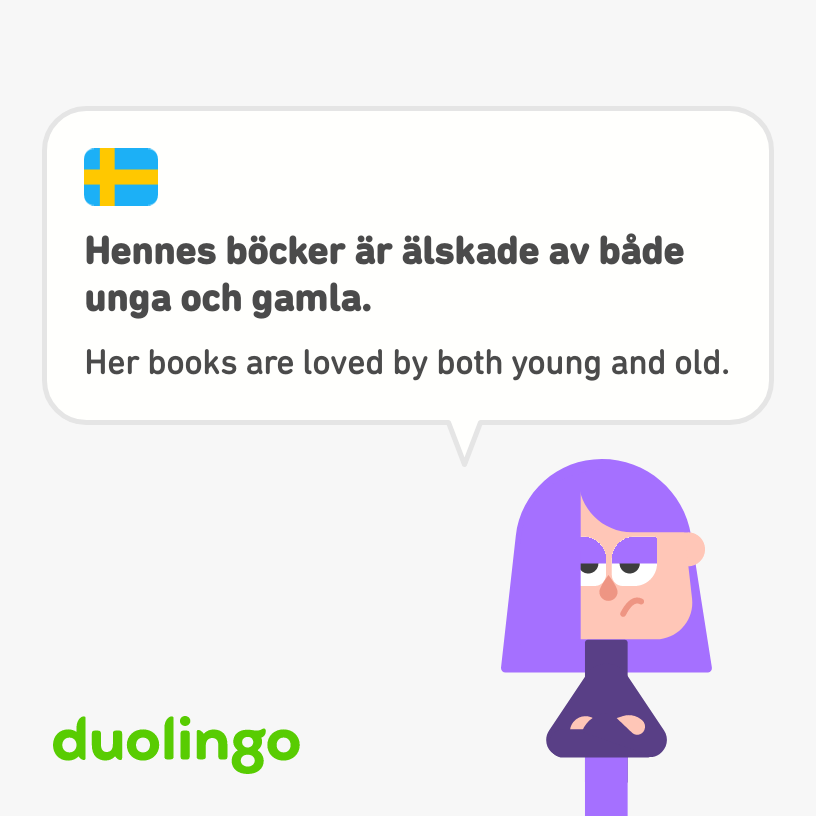 Hennes böcker är älskade av både
unga och gamla.
Her books are loved by both young and old.
duolingo